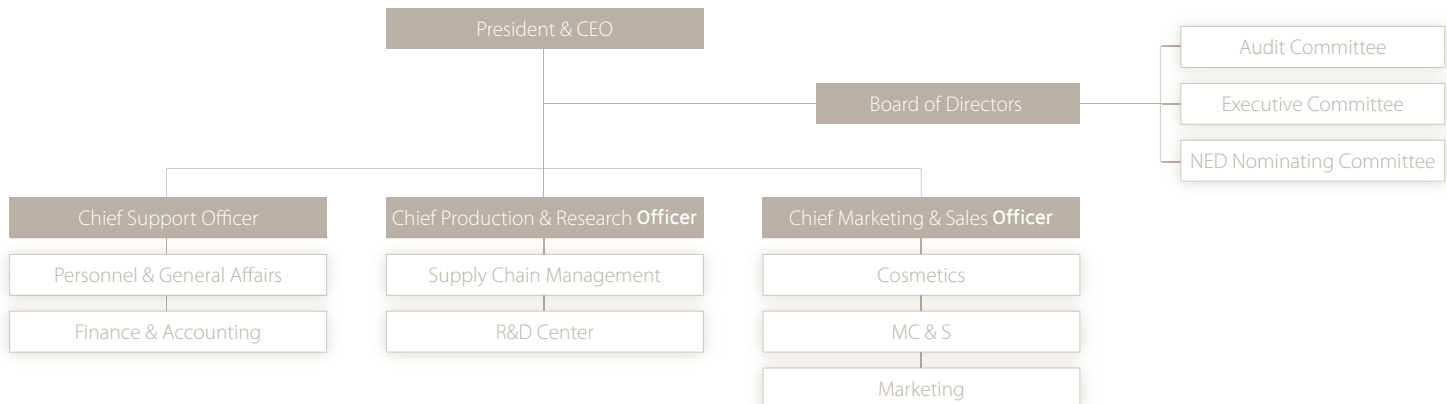 President & CEO
Audit Committee
Board of Directors
Executive Committee
NED Nominating Committee
Chief Support Officer
Chief Production & Research Officer
Chief Marketing & Sales Officer
Personnel & General Affairs
Supply Chain Management
Cosmetics
Finance & Accounting
R&D Center
MC & S
Marketing